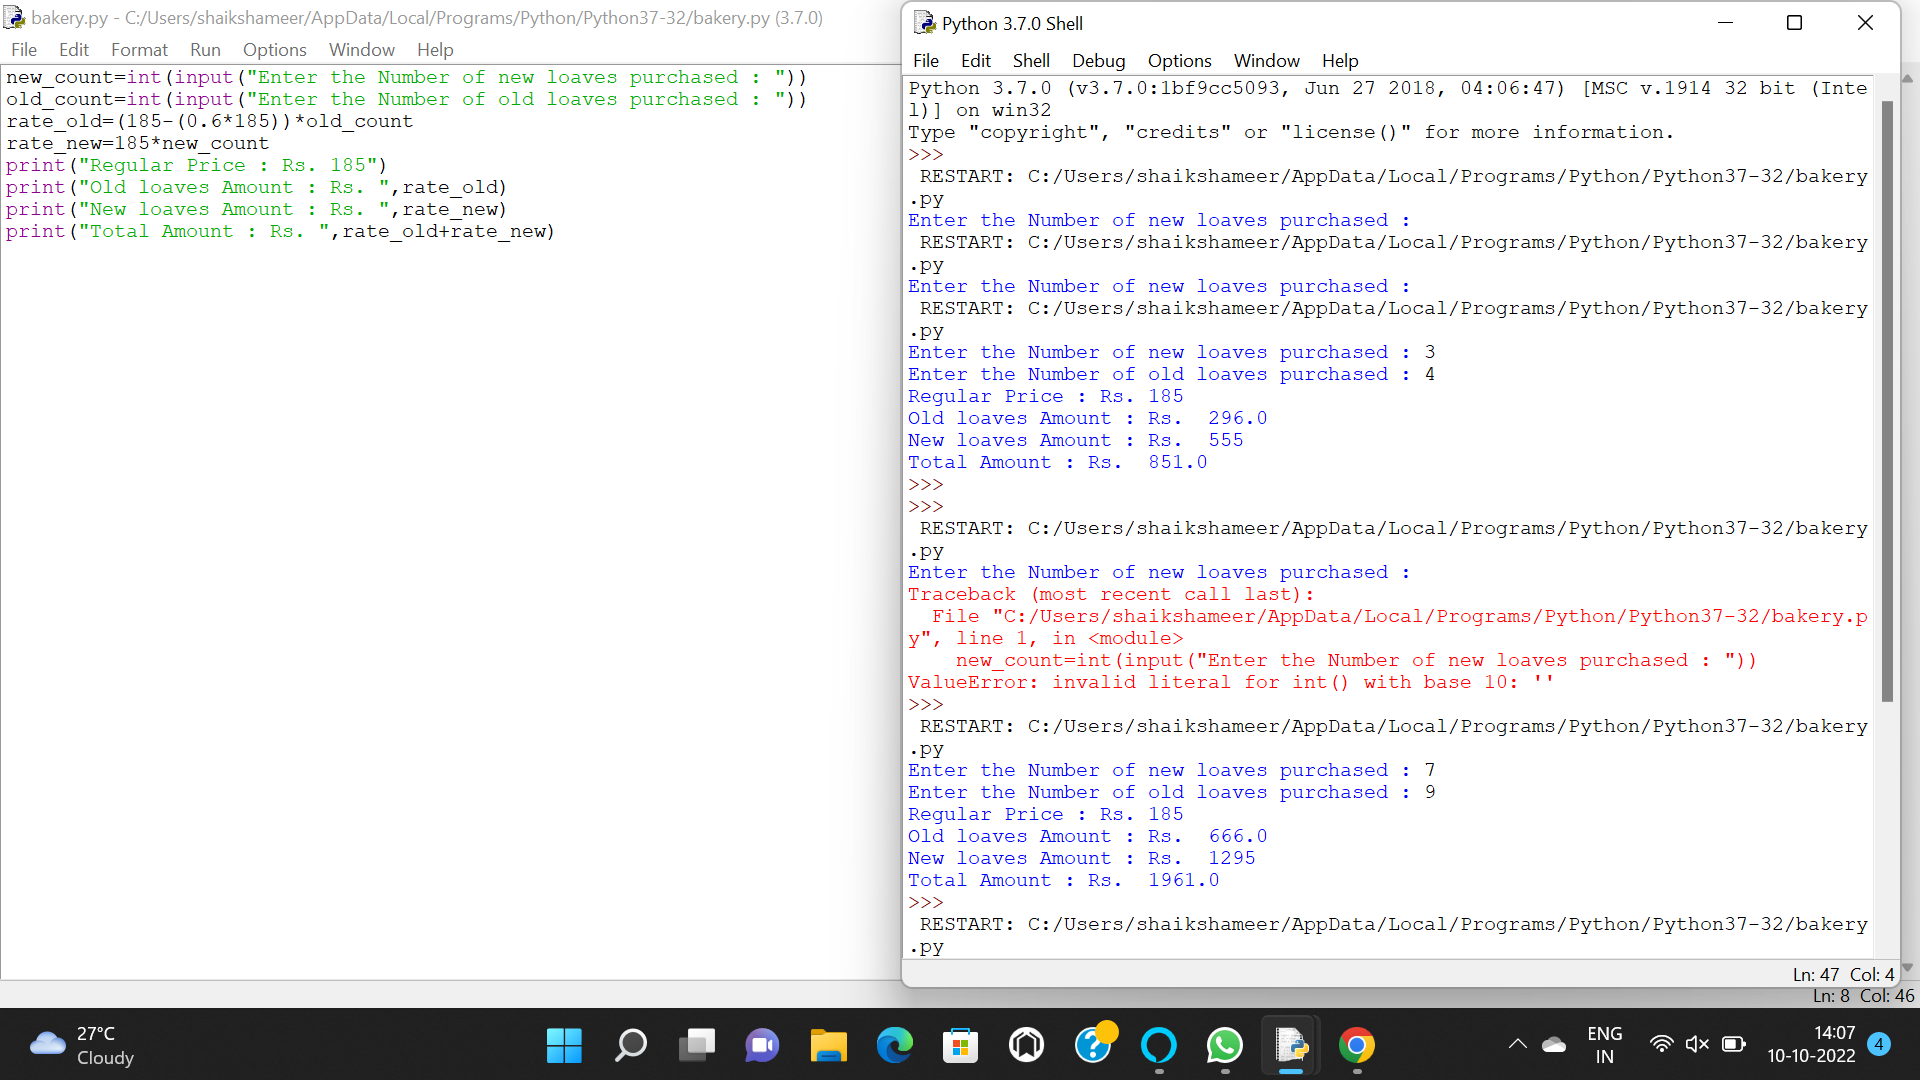 bakery.py - C:/Users/shaikshameer/AppData/Local/Programs/Python/Python37-32/bakery.py (3.7.0)
File Edit Format Run Options Window Help
new_count=int(input("Enter the Number of new loaves purchased : "))
old_count=int(input("Enter the Number of old loaves purchased : "))
rate_old=(185-(0.6*185))*old_count
rate_new=185*new_count
print("Regular Price : Rs. 185")
print("Old loaves Amount : Rs. ",rate_old)
print("New loaves Amount : Rs. ",rate_new)
print("Total Amount : Rs. ",rate_old+rate_new)
Python 3.7.0 Shell
File Edit Shell Debug Options Window Help
Python 3.7.0 (v3.7.0:1bf9cc5093, Jun 27 2018, 04:06:47) [MSC v.1914 32 bit (Inte
l)] on win32
Type "copyright", "credits" or "license()" for more information.
>>>
RESTART: C:/Users/shaikshameer/AppData/Local/Programs/Python/Python37-32/bakery
.py
Enter the Number of new loaves purchased :
RESTART: C:/Users/shaikshameer/AppData/Local/Programs/Python/Python37-32/bakery
.py
Enter the Number of new loaves purchased :
RESTART: C:/Users/shaikshameer/AppData/Local/Programs/Python/Python37-32/bakery
.py
Enter the Number of new loaves purchased : 3
Enter the Number of old loaves purchased : 4
Regular Price : Rs. 185
Old loaves Amount : Rs.  296.0
New loaves Amount : Rs.  555
Total Amount : Rs.  851.0
>>>
>>>
RESTART: C:/Users/shaikshameer/AppData/Local/Programs/Python/Python37-32/bakery
.py
Enter the Number of new loaves purchased :
Traceback (most recent call last):
  File "C:/Users/shaikshameer/AppData/Local/Programs/Python/Python37-32/bakery.p
y", line 1, in <module>
    new_count=int(input("Enter the Number of new loaves purchased : "))
ValueError: invalid literal for int() with base 10: ''
>>>
RESTART: C:/Users/shaikshameer/AppData/Local/Programs/Python/Python37-32/bakery
.py
Enter the Number of new loaves purchased : 7
Enter the Number of old loaves purchased : 9
Regular Price : Rs. 185
Old loaves Amount : Rs.  666.0
New loaves Amount : Rs.  1295
Total Amount : Rs.  1961.0
>>>
RESTART: C:/Users/shaikshameer/AppData/Local/Programs/Python/Python37-32/bakery
.py
Ln: 47 Col: 4
Ln: 8 Col: 46
27°C
Cloudy
ENG
IN
14:07
10-10-2022
4